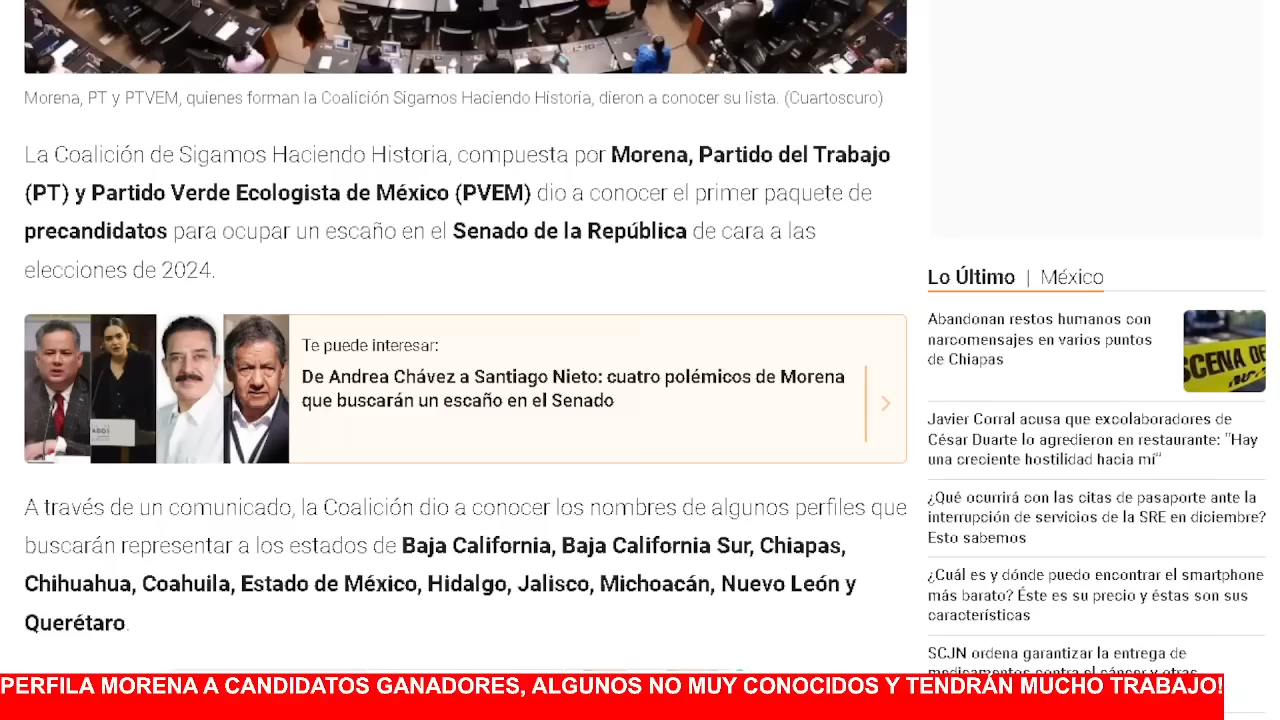 Morena, PT y PTVEM, quienes forman la Coalición Sigamos Haciendo Historia, dieron a conocer su lista. (Cuartoscuro)
La Coalición de Sigamos Haciendo Historia, compuesta por Morena, Partido del Trabajo
(PT) y Partido Verde Ecologista de México (PVEM) dio a conocer el primer paquete de
precandidatos para ocupar un escaño en el Senado de la República de cara a las
elecciones de 2024.
Te puede interesar:
De Andrea Chávez a Santiago Nieto: cuatro polémicos de Morena
que buscarán un escaño en el Senado
A través de un comunicado, la Coalición dio a conocer los nombres de algunos perfiles que
buscarán representar a los estados de Baja California, Baja California Sur, Chiapas,
Chihuahua, Coahuila, Estado de México, Hidalgo, Jalisco, Michoacán, Nuevo León y
Querétaro.
Lo Último | México
Abandonan restos humanos con
narcomensajes en varios puntos
de Chiapas
SCENA DE
Javier Corral acusa que excolaboradores de
César Duarte lo agredieron en restaurante: "Hay
una creciente hostilidad hacia mí"
¿Qué ocurrirá con las citas de pasaporte ante la
interrupción de servicios de la SRE en diciembre?
Esto sabemos
¿Cuál es y dónde puedo encontrar el smartphone
más barato? Éste es su precio y éstas son sus
características
SCJN ordena garantizar la entrega de
medicamentos contra el cáncer y otras
PERFILA MORENA A CANDIDATOS GANADORES, ALGUNOS NO MUY CONOCIDOS Y TENDRÁN MUCHO TRABAJO!